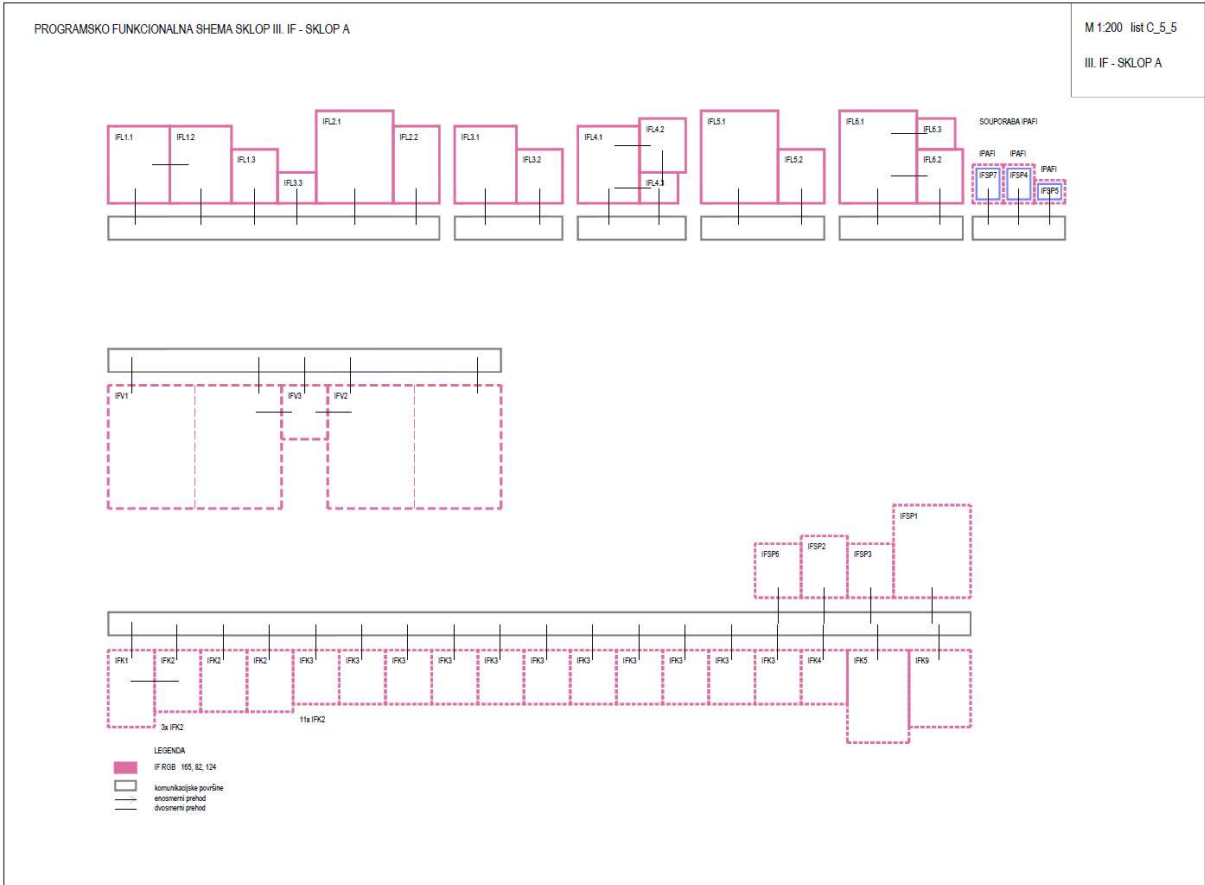 PROGRAMSKO FUNKCIONALNA SHEMA SKLOP III. IF - SKLOP A
M 1:200 list C_5_5
III. IF - SKLOP A
IFL1.1
IFL1.2
IFL1.3
IFL3.3
IFL2.1
IFL2.2
IFL3.1
IFL3.2
IFL4.1
IFL4.2
IFL4.3
IFL5.1
IFL5.2
IFL6.1
IFL6.3
IFL6.2
SOUPORABA IPAFI
IPAFI
IPAFI
IPAFI
IFSP7
IFSP4
IFSP5
IFV1
IFV3
IFV2
IFSP6
IFSP2
IFSP3
IFSP1
IFK1
IFK2
IFK2
IFK2
IFK3
IFK3
IFK3
IFK3
IFK3
IFK3
IFK3
IFK3
IFK3
IFK3
IFK3
IFK4
IFK5
IFK9
3x IFK2
11x IFK2
LEGENDA
IF RGB 165, 82, 124
komunikacijske površine
enosmerni prehod
dvosmerni prehod